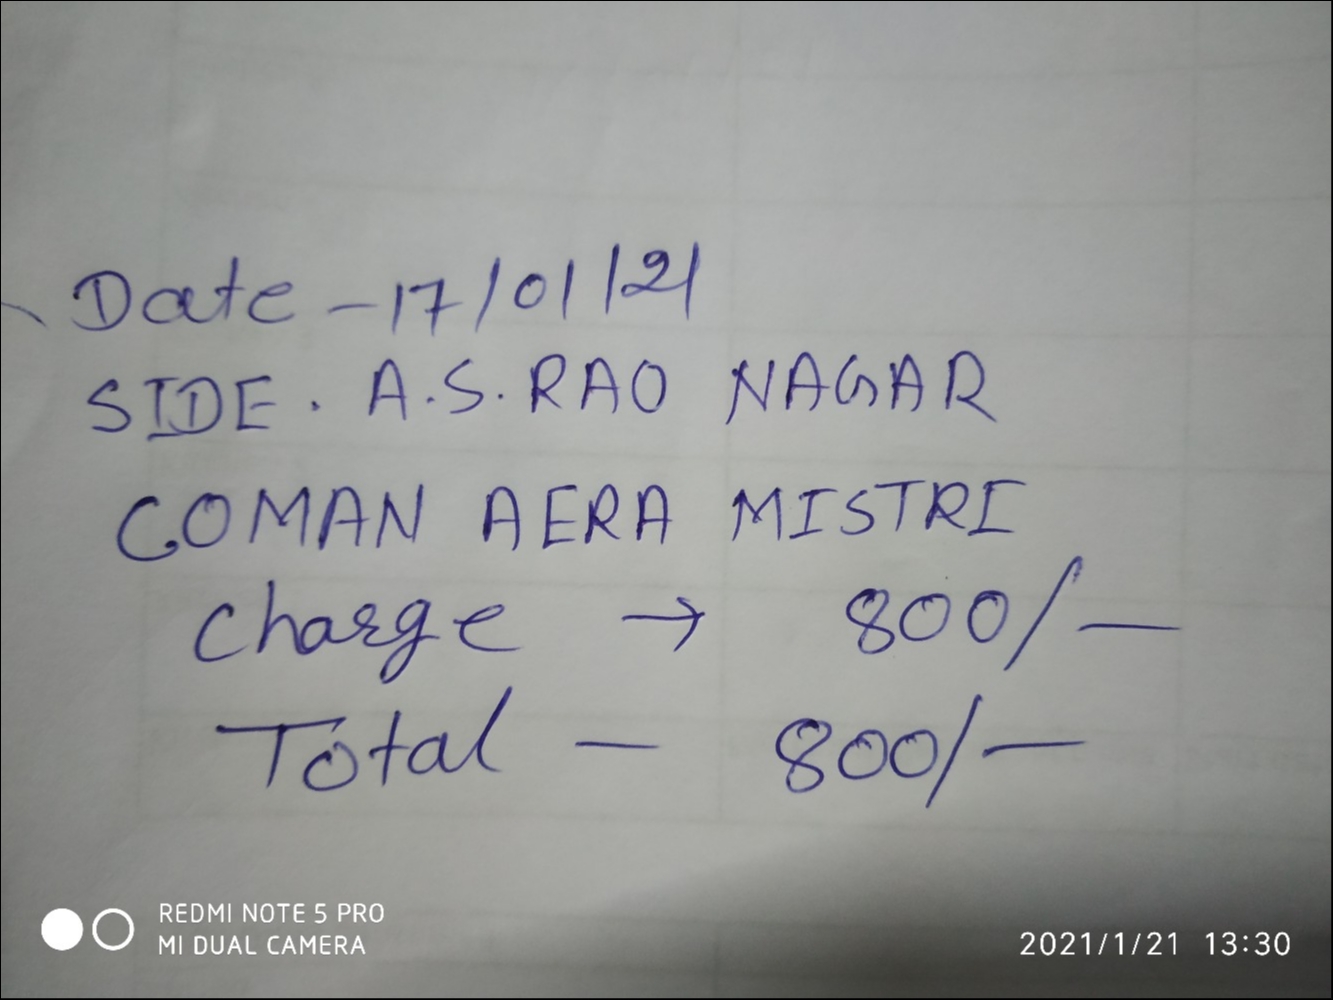 Date - 17/01/21
SIDE. A.S. RAO NAGAR
COMAN AERA MISTRI
Charge → 800/-
Total - 800/-
REDMI NOTE 5 PRO
MI DUAL CAMERA
2021/1/21 13:30